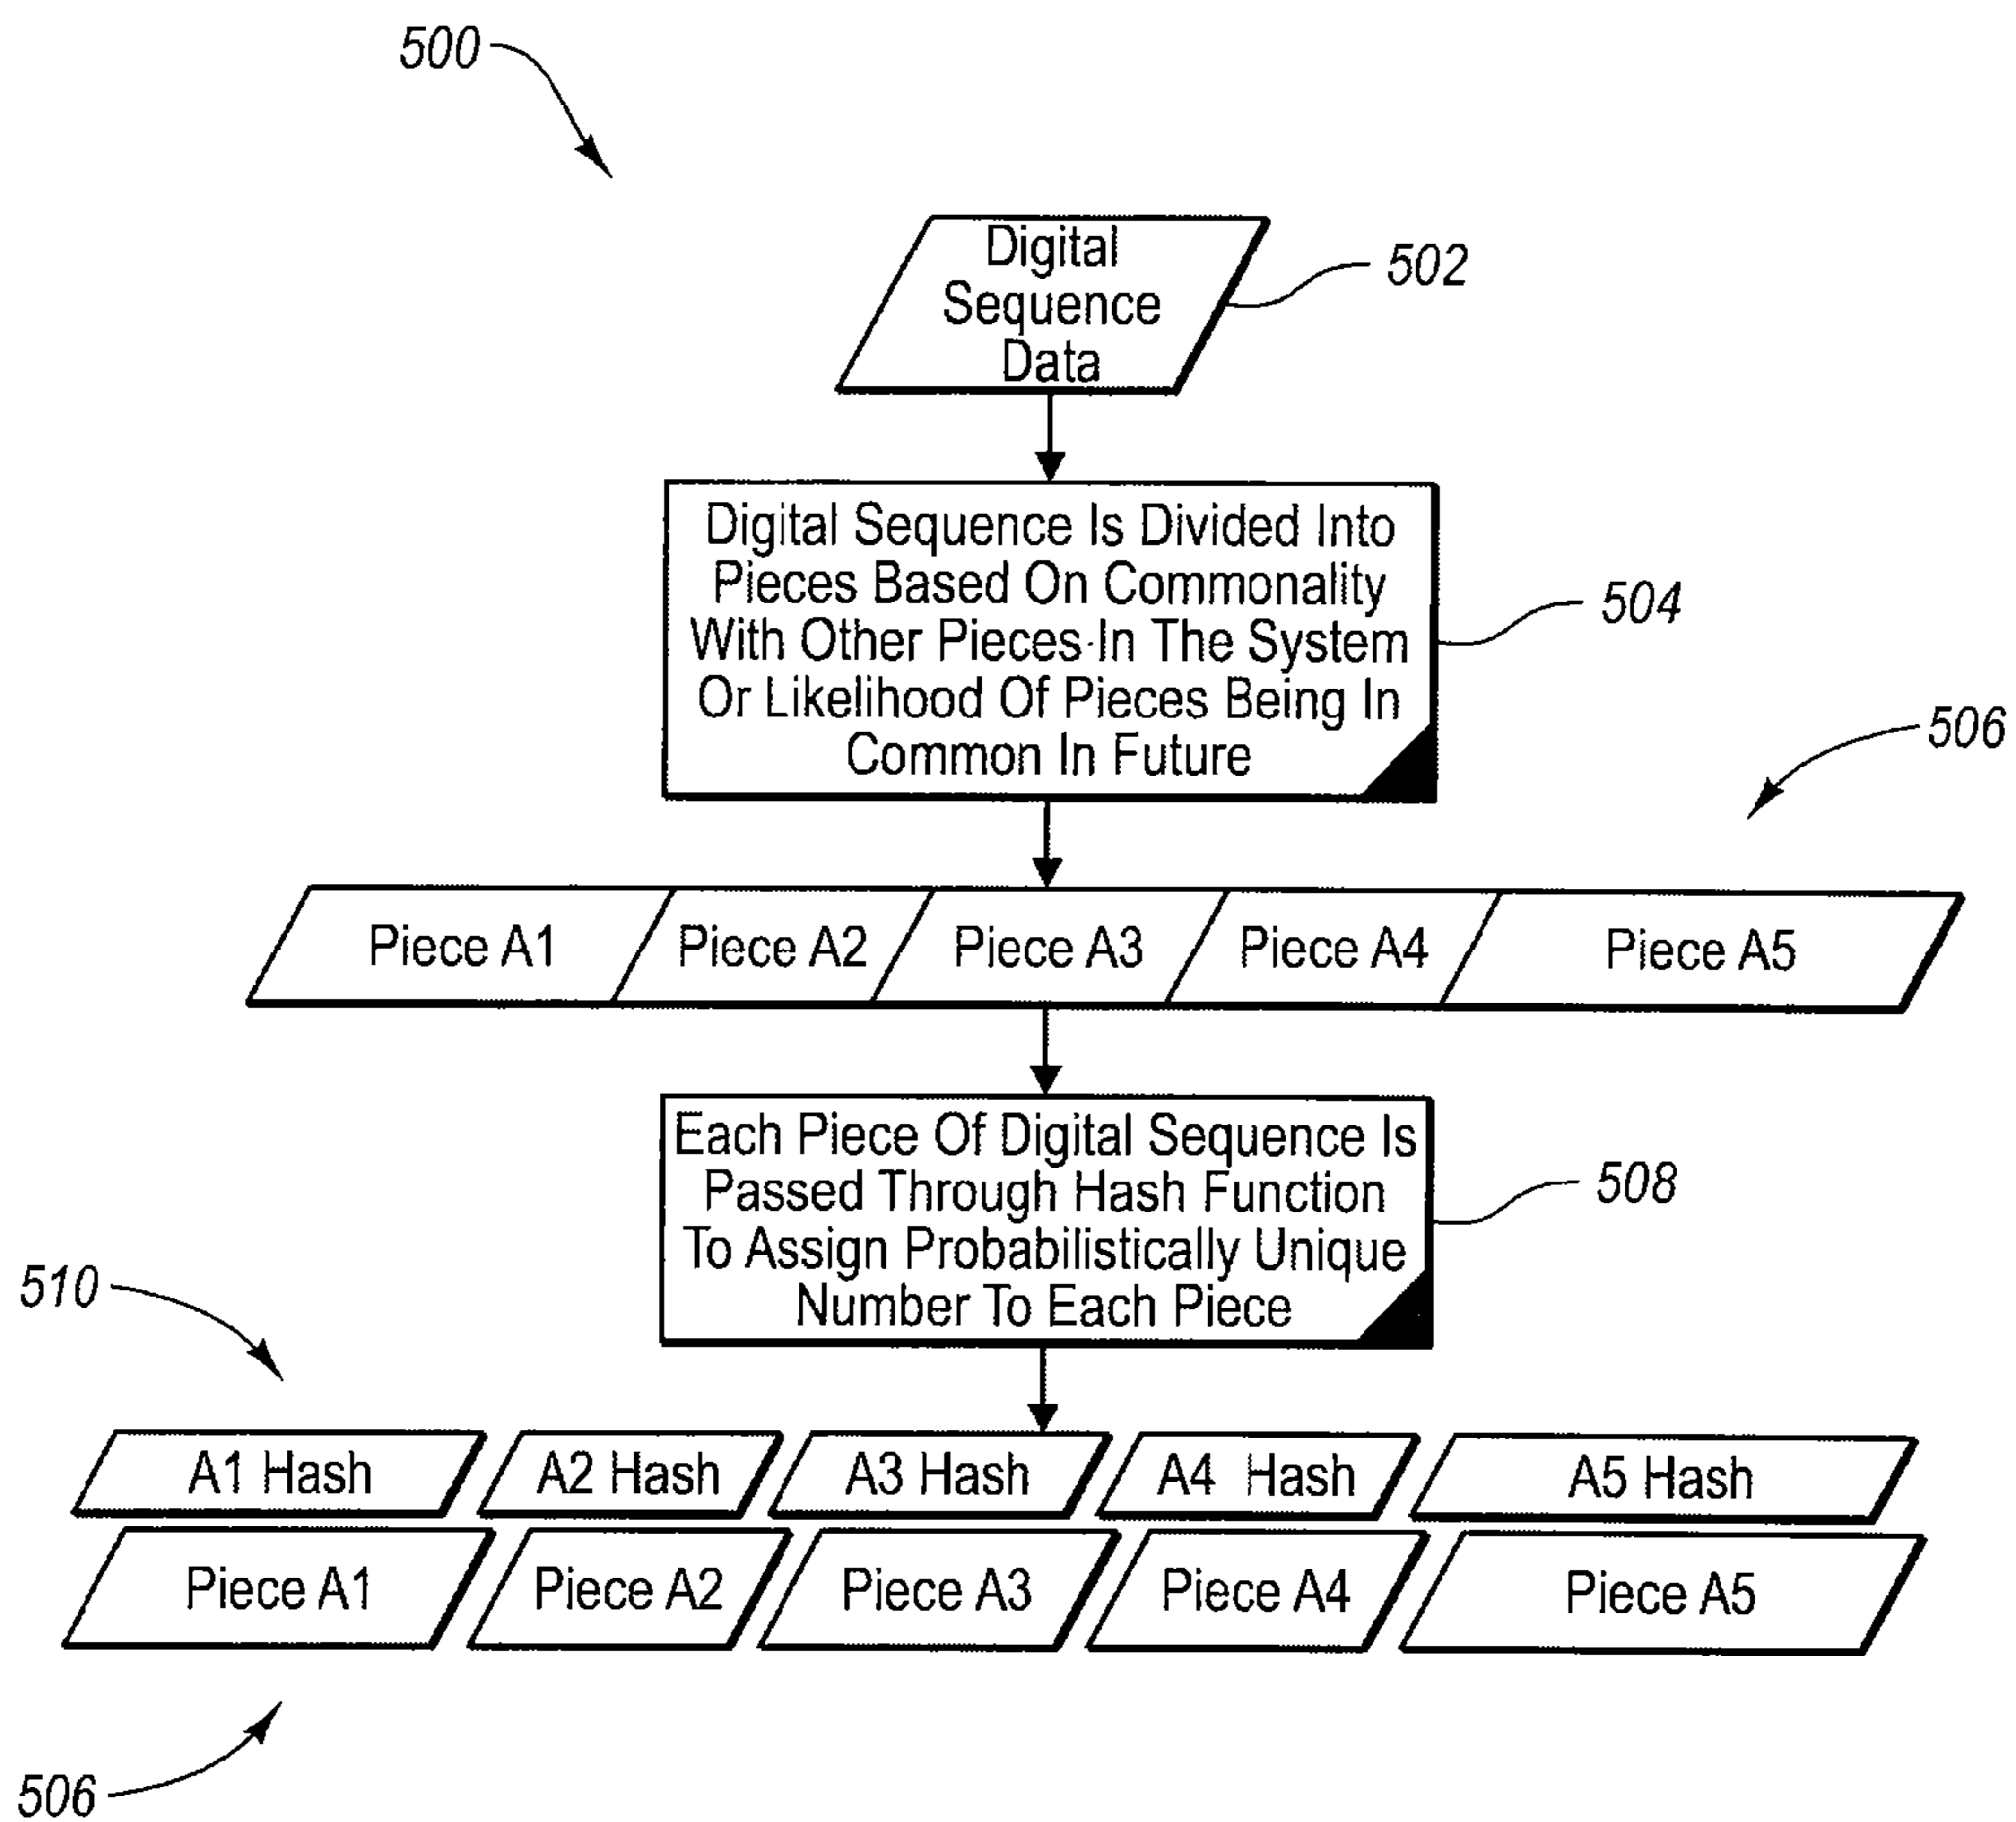 500
Digital
Sequence
Data
502
Digital Sequence Is Divided Into
Pieces Based On Commonality
With Other Pieces In The System
Or Likelihood Of Pieces Being In
Common In Future
504
506
Piece A1 Piece A2 Piece A3 Piece A4 Piece A5
Each Piece Of Digital Sequence Is
Passed Through Hash Function
To Assign Probabilistically Unique
Number To Each Piece
508
510
A1 Hash A2 Hash A3 Hash A4 Hash A5 Hash
Piece A1 Piece A2 Piece A3 Piece A4 Piece A5
506